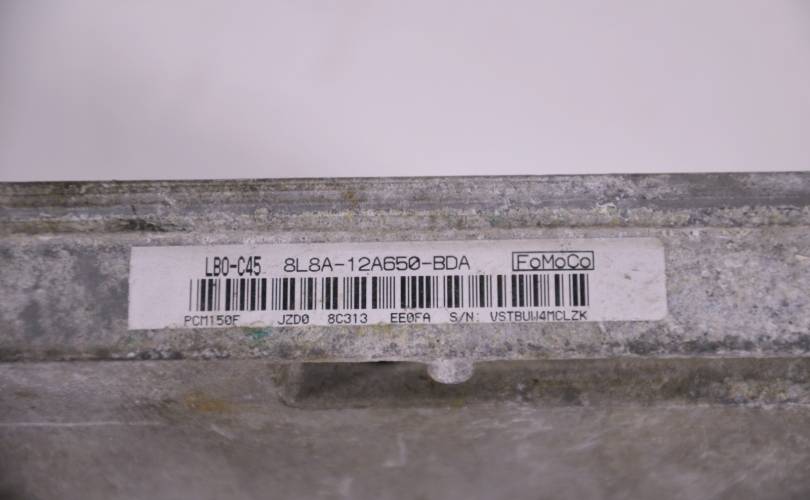 LB0-C45 8L8A-12A650-BDA FoMoCo
PCM150F JZD0 8C313 EE0FA S/N: VSTBUW4MCLZK